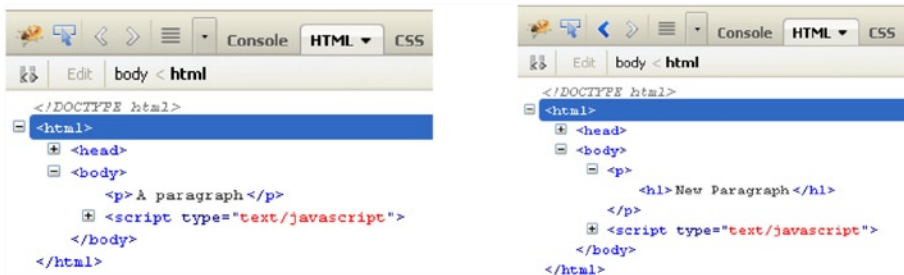 Console HTML CSS
Edit body < html
<!DOCTYPE html>
<html>
<head>
<body>
<p> A paragraph </p>
<script type="text/javascript">
</body>
</html>
Console HTML CSS
Edit body < html
<!DOCTYPE html>
<html>
<head>
<body>
<p>
<h1> New Paragraph </h1>
</p>
<script type="text/javascript">
</body>
</html>